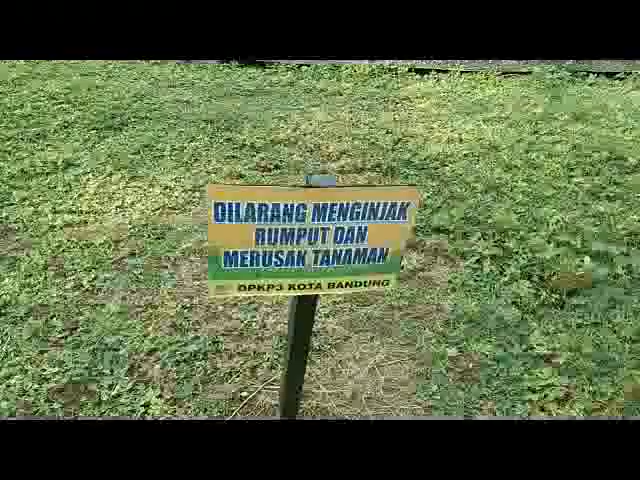 DILARANG MENGINJAK
RUMPUT DAN
MERUSAK TANAMAN
DPKP3 KOTA BANDUNG